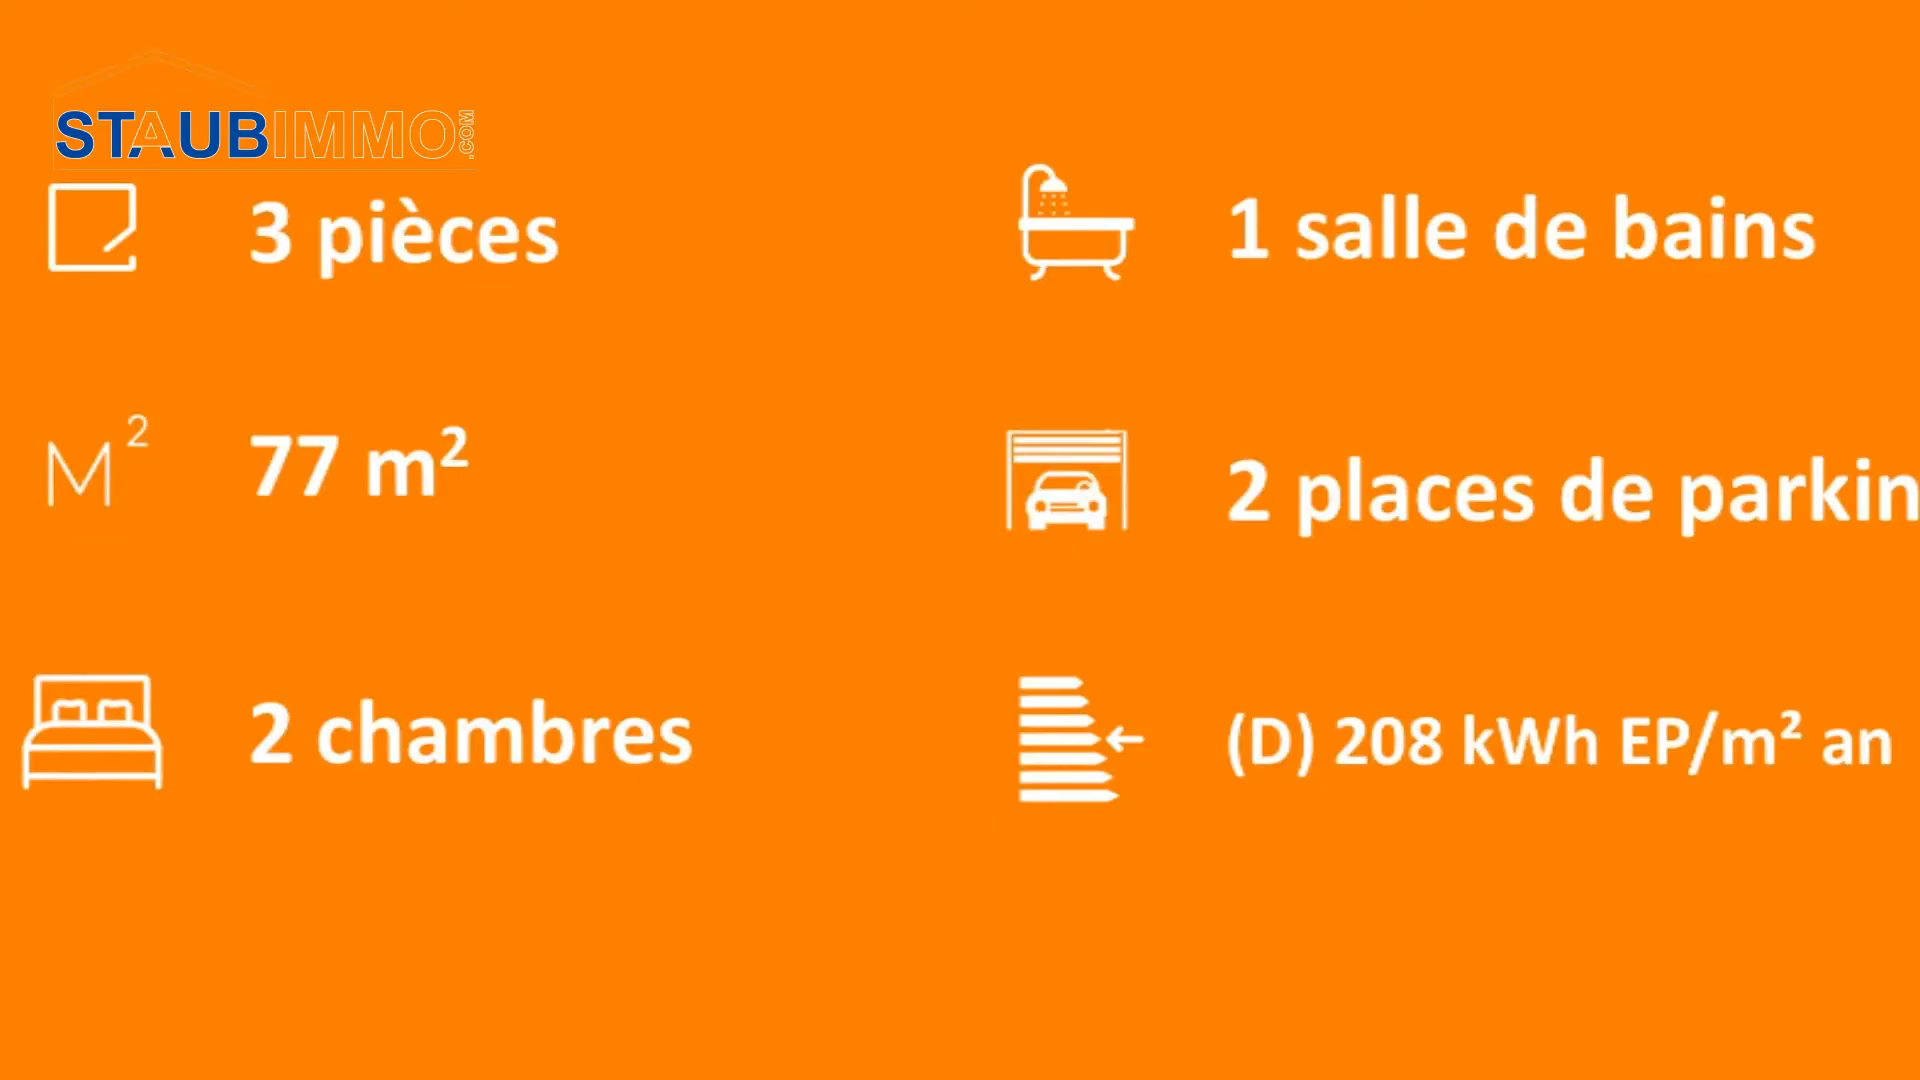 STAUBIMMO.COM
3 pièces
M²
77 m²
2 chambres
1 salle de bains
2 places de parkin
(D) 208 kWh EP/m² an